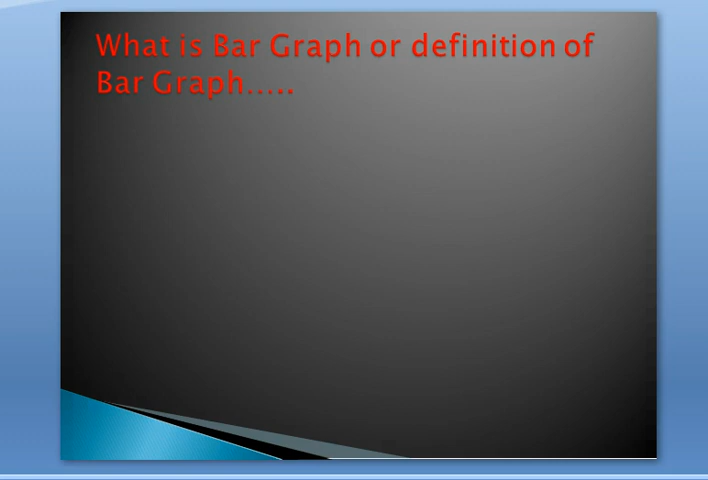 What is Bar Graph or definition of
Bar Graph.....